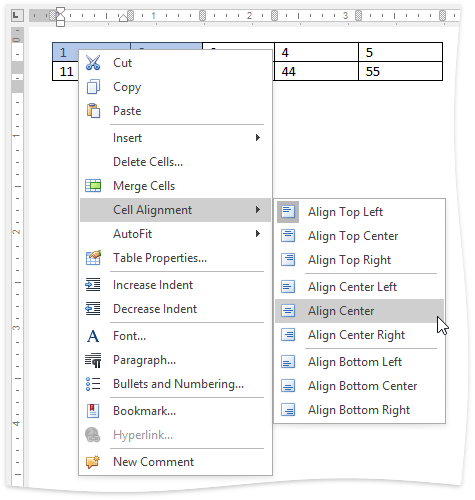 1 2 3
1
4 5
11 44 55
Cut
Copy
Paste
Insert
Delete Cells...
Merge Cells
Cell Alignment
AutoFit
Table Properties...
Increase Indent
Decrease Indent
Font...
Paragraph...
Bullets and Numbering...
Bookmark...
Hyperlink...
New Comment
Align Top Left
Align Top Center
Align Top Right
Align Center Left
Align Center
Align Center Right
Align Bottom Left
Align Bottom Center
Align Bottom Right
1
2
3
4